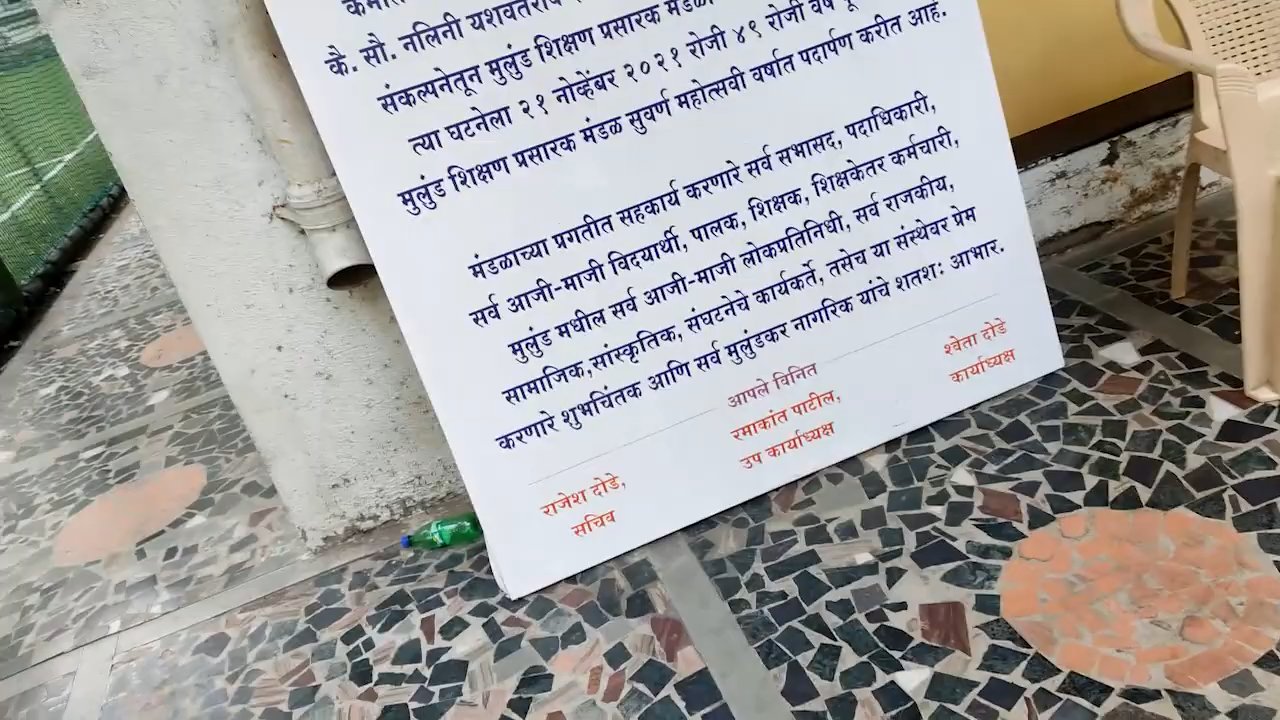 कै. सौ. नलिनी यशवंतराव
संकल्पनेतून मुलुंड शिक्षण प्रसारक मंडळा
त्या घटनेला २१ नोव्हेंबर २०२१ रोजी ४९ रोजी वर्षे
मुलुंड शिक्षण प्रसारक मंडळ सुवर्ण महोत्सवी वर्षात पदार्पण करीत आहे.
मंडळाच्या प्रगतीत सहकार्य करणारे सर्व सभासद, पदाधिकारी,
सर्व आजी-माजी विदयार्थी, पालक, शिक्षक, शिक्षकेतर कर्मचारी,
मुलुंड मधील सर्व आजी-माजी लोकप्रतिनिधी, सर्व राजकीय,
सामाजिक,सांस्कृतिक, संघटनेचे कार्यकर्ते, तसेच या संस्थेवर प्रेम
करणारे शुभचिंतक आणि सर्व मुलुंडकर नागरिक यांचे शतशः आभार.
आपले विनित
राजेश दोडे,
सचिव
रमाकांत पाटील,
उप कार्याध्यक्ष
श्वेता दोडे
कार्याध्यक्ष